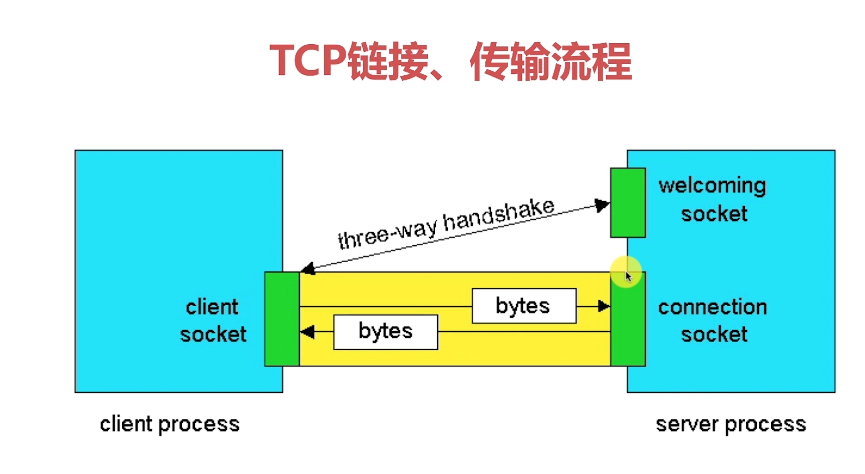 TCP链接、传输流程
welcoming
socket
three-way handshake
client
socket
bytes
bytes
connection
socket
client process
server process